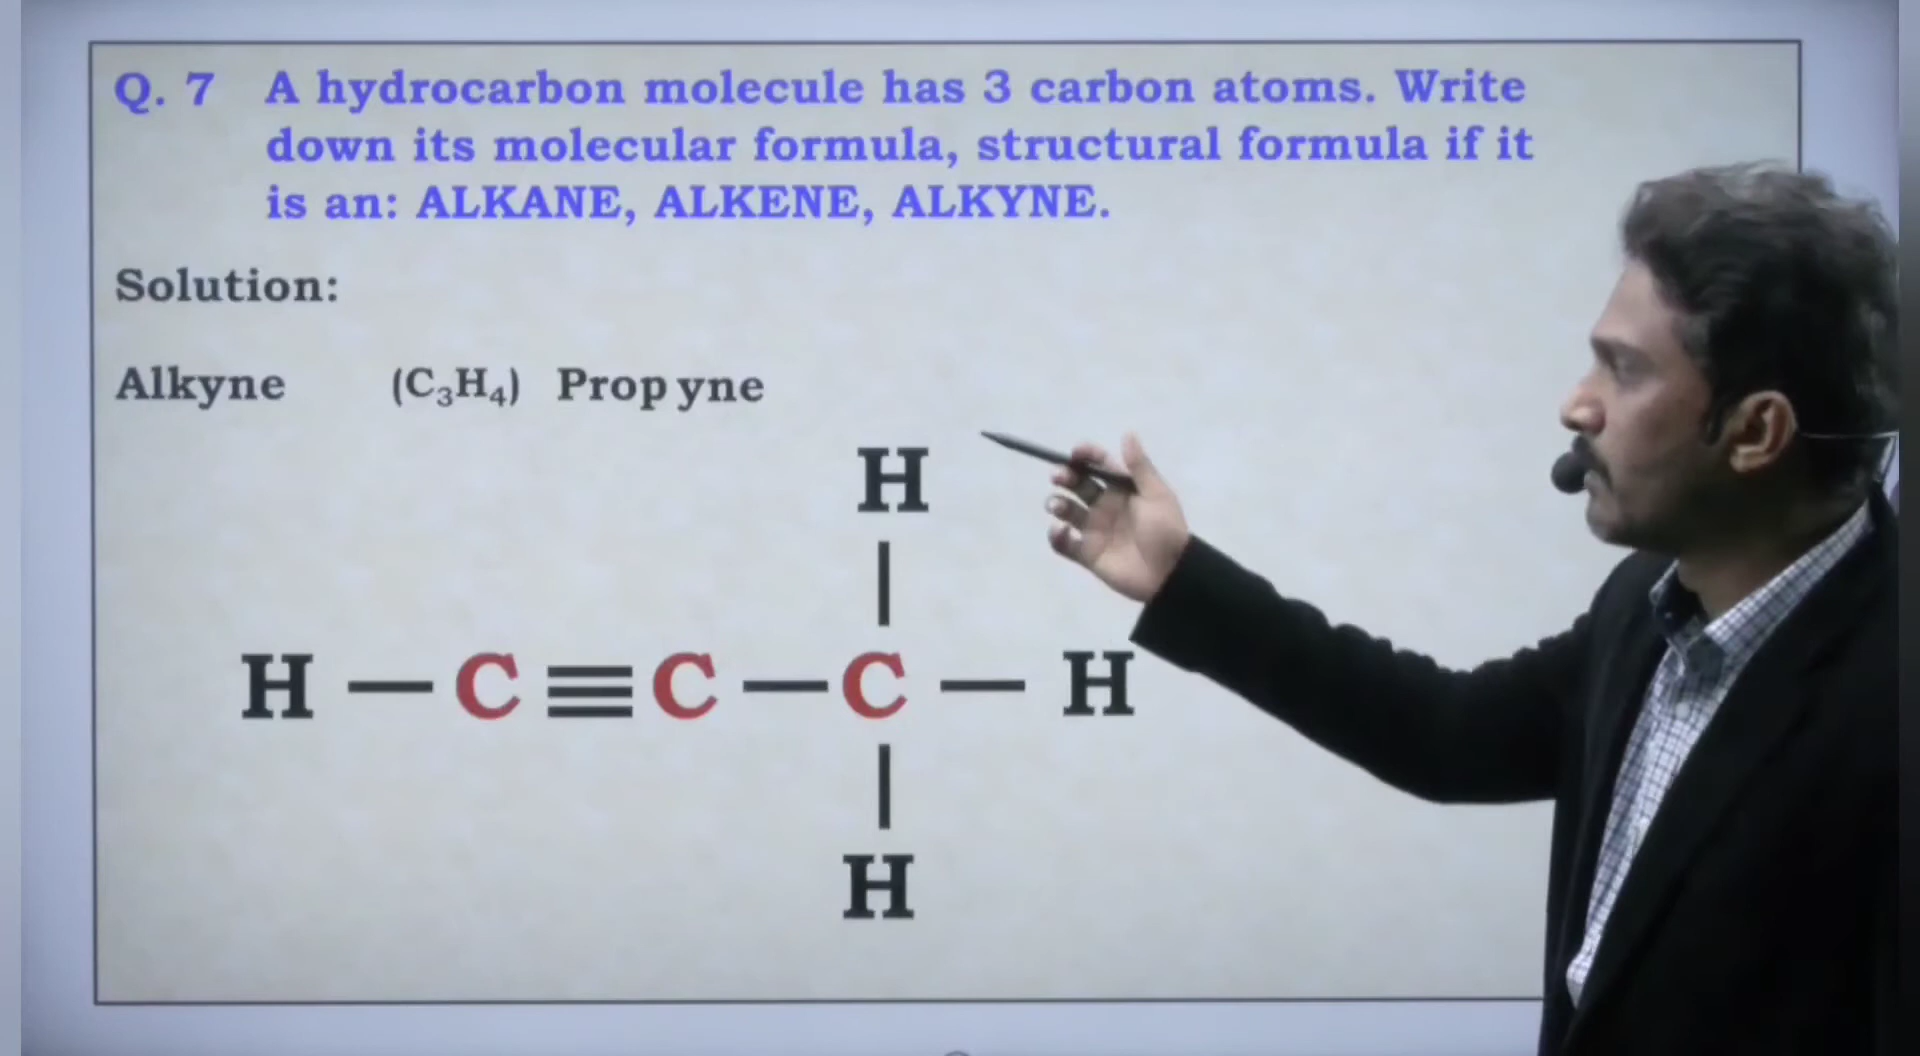 Q. 7 A hydrocarbon molecule has 3 carbon atoms. Write
down its molecular formula, structural formula if it
is an: ALKANE, ALKENE, ALKYNE.
Solution:
Alkyne (C₃H₄) Prop yne
H
H — C ≡ C — C — H
H